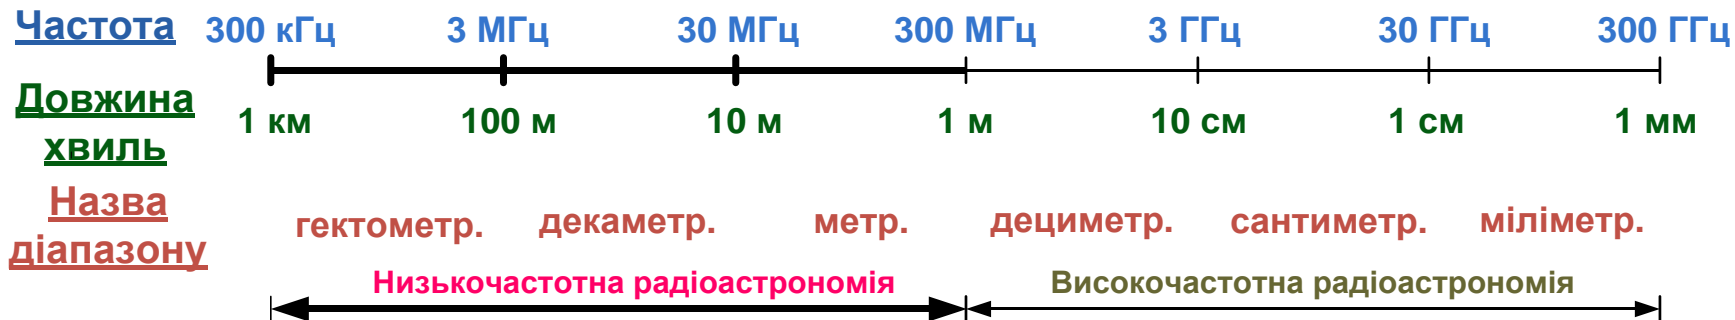 Частота 300 кГц 3 МГц 30 МГц 300 МГц 3 ГГц 30 ГГц 300 ГГц
Довжина
хвиль
1 км 100 м 10 м 1 м 10 см 1 см 1 мм
Назва
діапазону
гектометр. декаметр. метр. дециметр. сантиметр. міліметр.
Низькочастотна радіоастрономія Високочастотна радіоастрономія